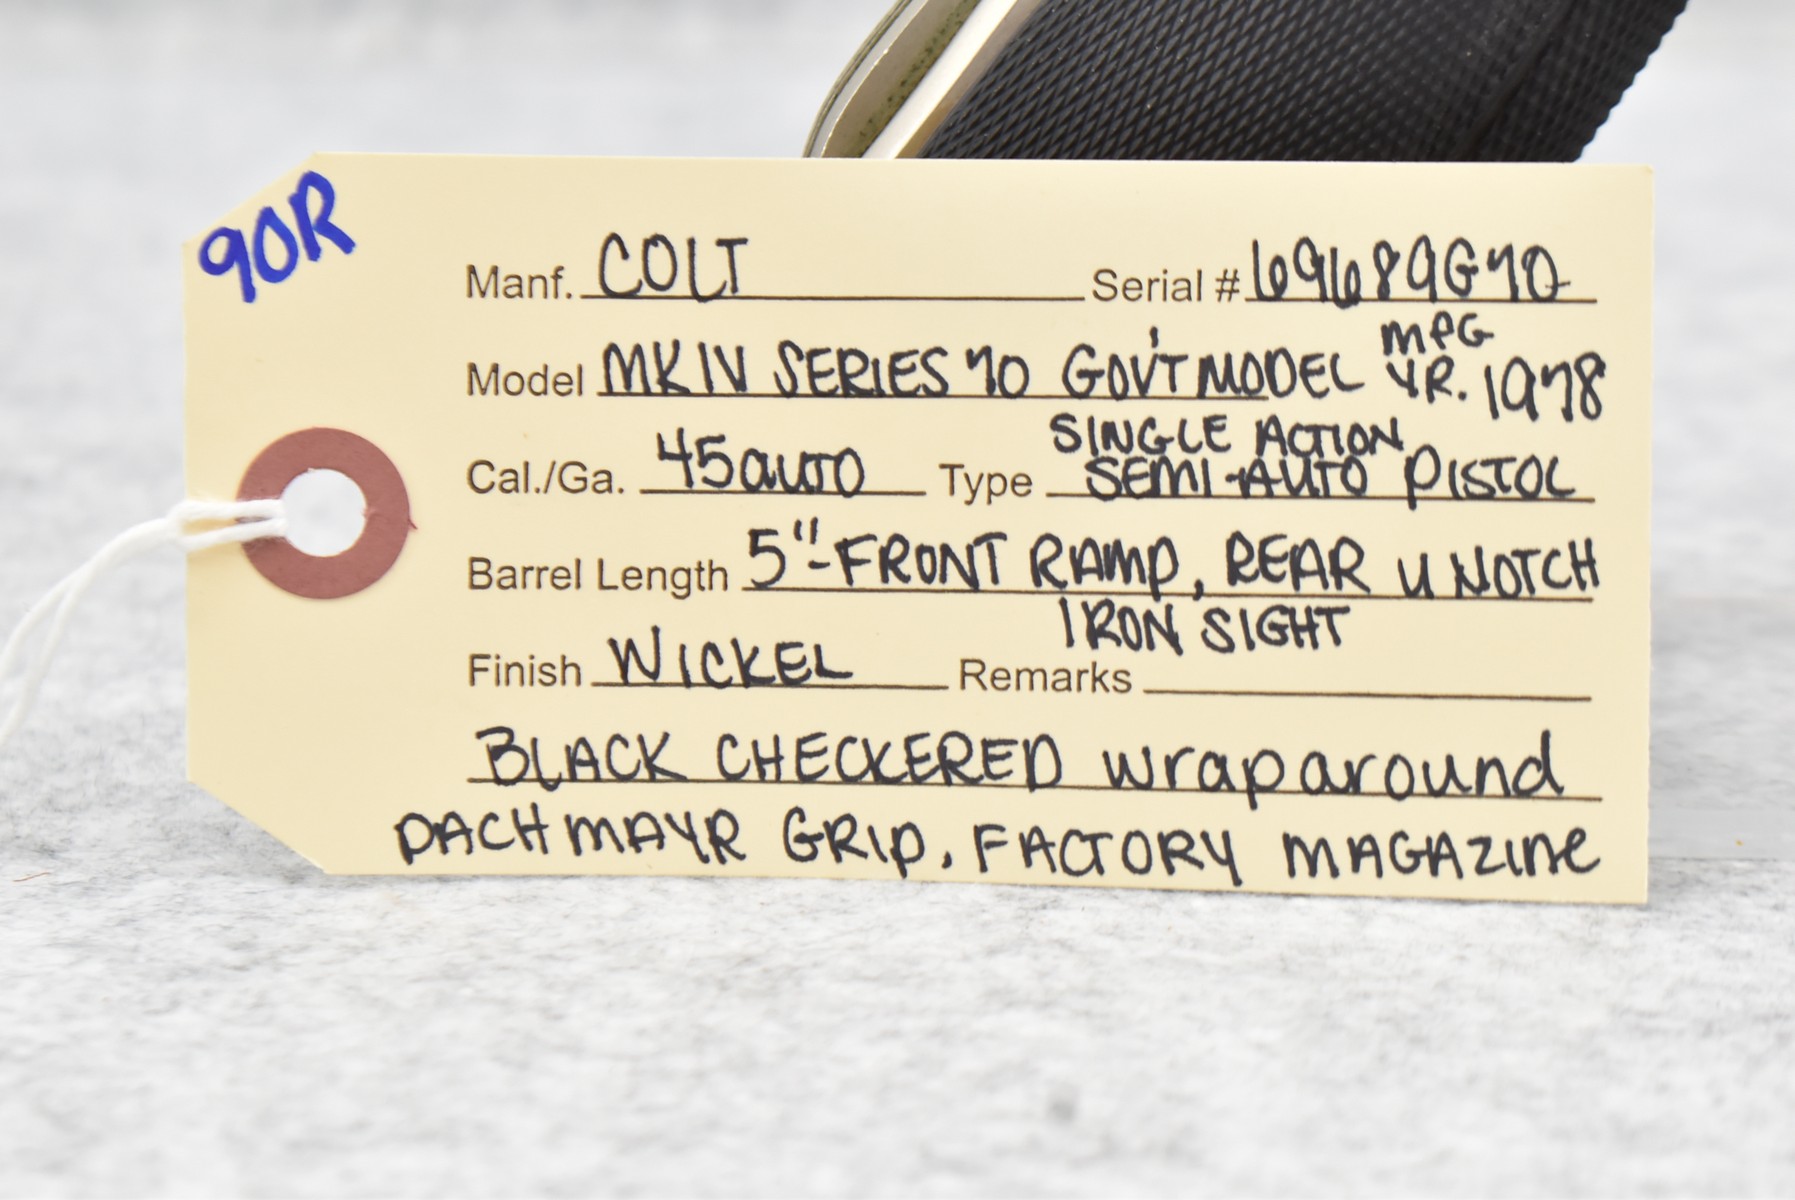 90R
Manf. COLT Serial # 69689G70
Model MKIV SERIES 70 GOV'T MODEL MFG YR. 1978
Cal./Ga. 45auto Type SINGLE ACTION SEMI-AUTO PISTOL
Barrel Length 5"-FRONT RAMP, REAR U NOTCH
IRON SIGHT
Finish NICKEL Remarks
BLACK CHECKERED wraparound
PACHMAYR GRIP, FACTORY MAGAZINE